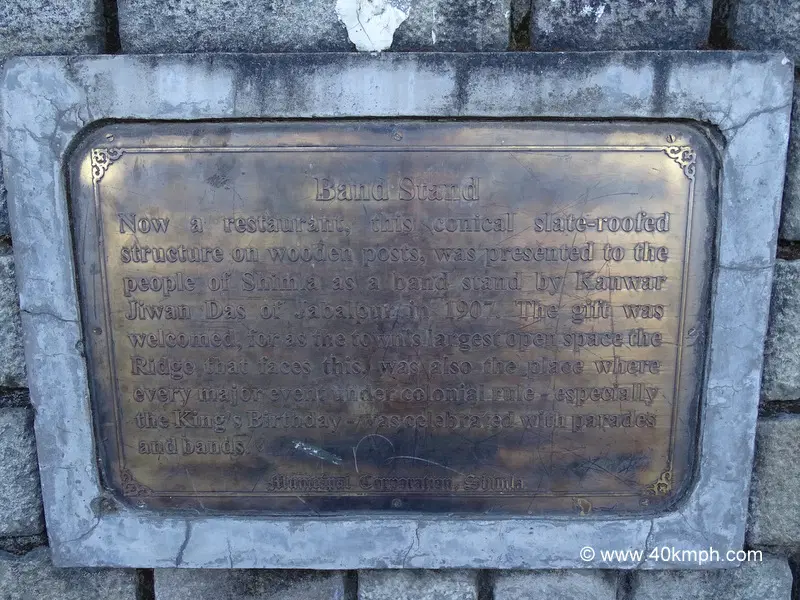 Band Stand
Now a restaurant, this conical slate-roofed
structure on wooden posts, was presented to the
people of Shimla as a band stand by Kanwar
Jiwan Das of Jabalpur in 1907. The gift was
welcomed, for as the town's largest open space the
Ridge that faces this, was also the place where
every major event under colonial rule - especially
the King's Birthday - was celebrated with parades
and bands.
Municipal Corporation, Shimla
© www.40kmph.com